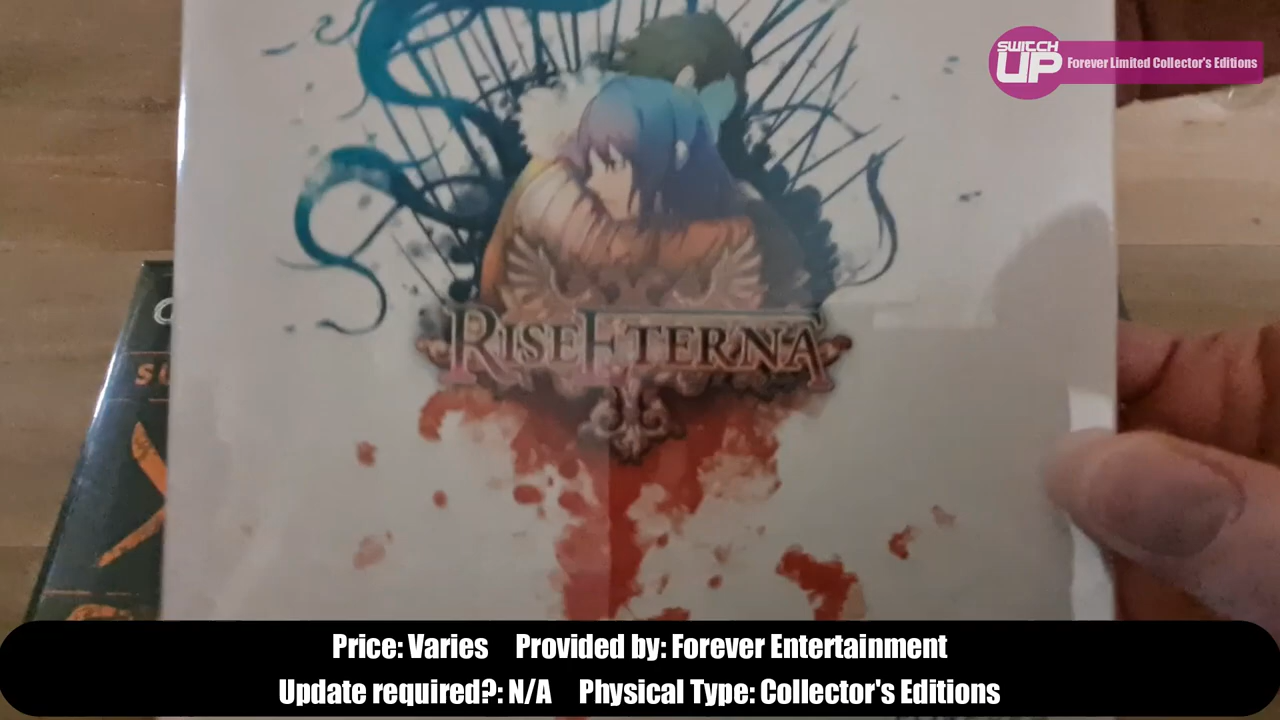 SWITCH
UP
Forever Limited Collector's Editions
RISE ETERNA
SU
Price: Varies Provided by: Forever Entertainment
Update required?: N/A Physical Type: Collector's Editions